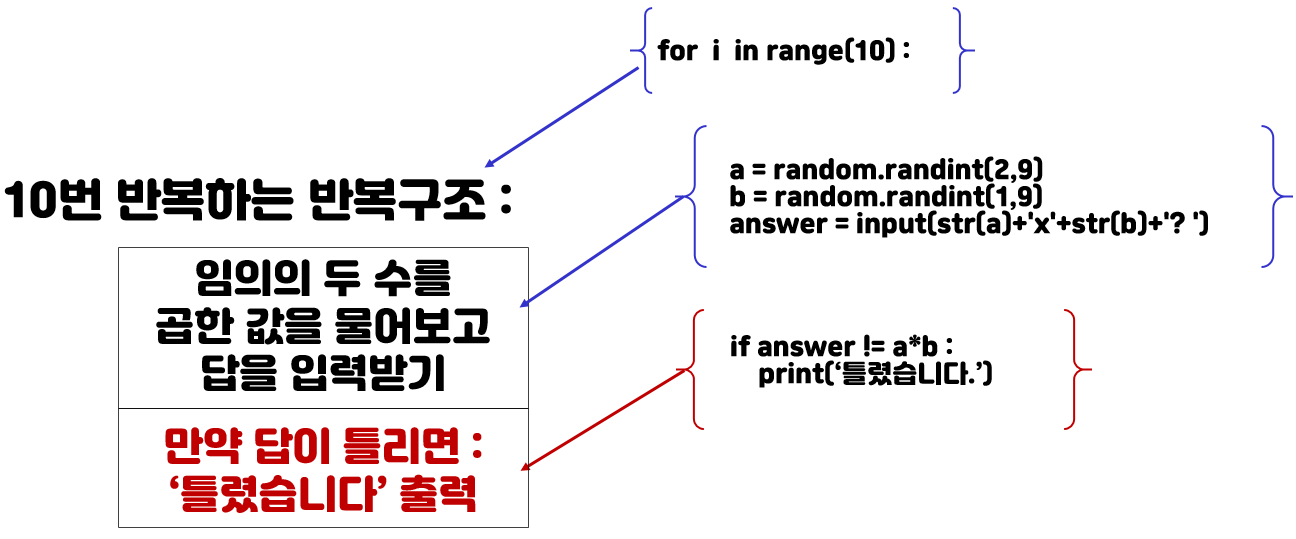 for i in range(10) :
10번 반복하는 반복구조 :
a = random.randint(2,9)
b = random.randint(1,9)
answer = input(str(a)+'x'+str(b)+'? ')
임의의 두 수를
곱한 값을 물어보고
답을 입력받기
if answer != a*b :
print(‘틀렸습니다.’)
만약 답이 틀리면 :
‘틀렸습니다’ 출력